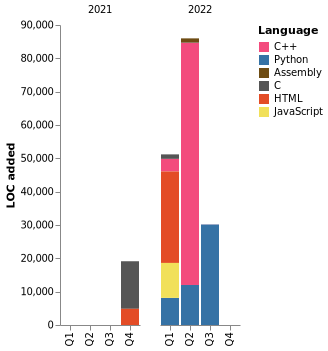 2021
2022
Language
C++
Python
Assembly
C
HTML
JavaScript
LOC added
90,000
80,000
70,000
60,000
50,000
40,000
30,000
20,000
10,000
0
Q1
Q2
Q3
Q4
Q1
Q2
Q3
Q4